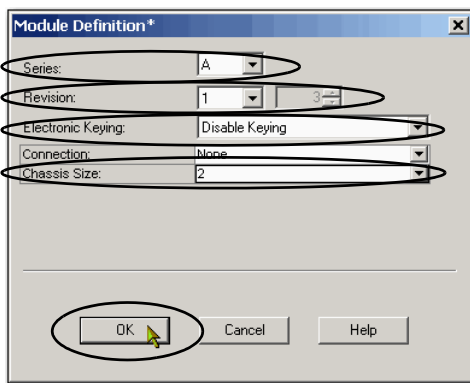 Module Definition*
Series: A
Revision: 1 3
Electronic Keying: Disable Keying
Connection: None
Chassis Size: 2
OK Cancel Help